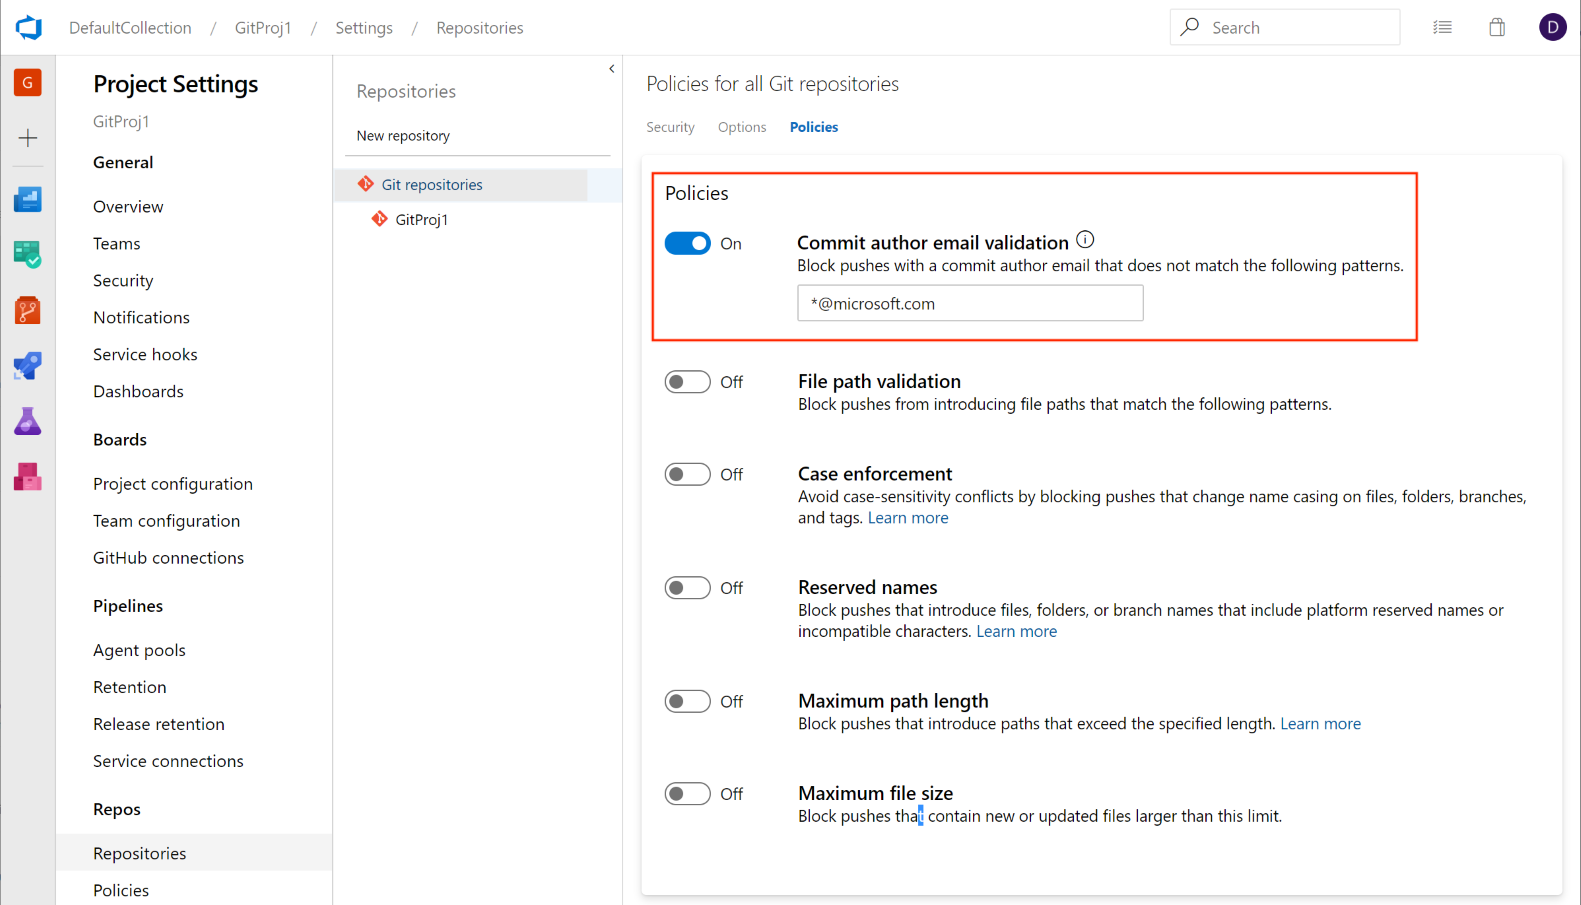 DefaultCollection / GitProj1 / Settings / Repositories
Search
D
G
Project Settings
GitProj1
General
Overview
Teams
Security
Notifications
Service hooks
Dashboards
Boards
Project configuration
Team configuration
GitHub connections
Pipelines
Agent pools
Retention
Release retention
Service connections
Repos
Repositories
Policies
Repositories
New repository
Git repositories
GitProj1
Policies for all Git repositories
Security Options Policies
Policies
On
Commit author email validation
Block pushes with a commit author email that does not match the following patterns.
*@microsoft.com
Off
File path validation
Block pushes from introducing file paths that match the following patterns.
Off
Case enforcement
Avoid case-sensitivity conflicts by blocking pushes that change name casing on files, folders, branches,
and tags. Learn more
Off
Reserved names
Block pushes that introduce files, folders, or branch names that include platform reserved names or
incompatible characters. Learn more
Off
Maximum path length
Block pushes that introduce paths that exceed the specified length. Learn more
Off
Maximum file size
Block pushes that contain new or updated files larger than this limit.